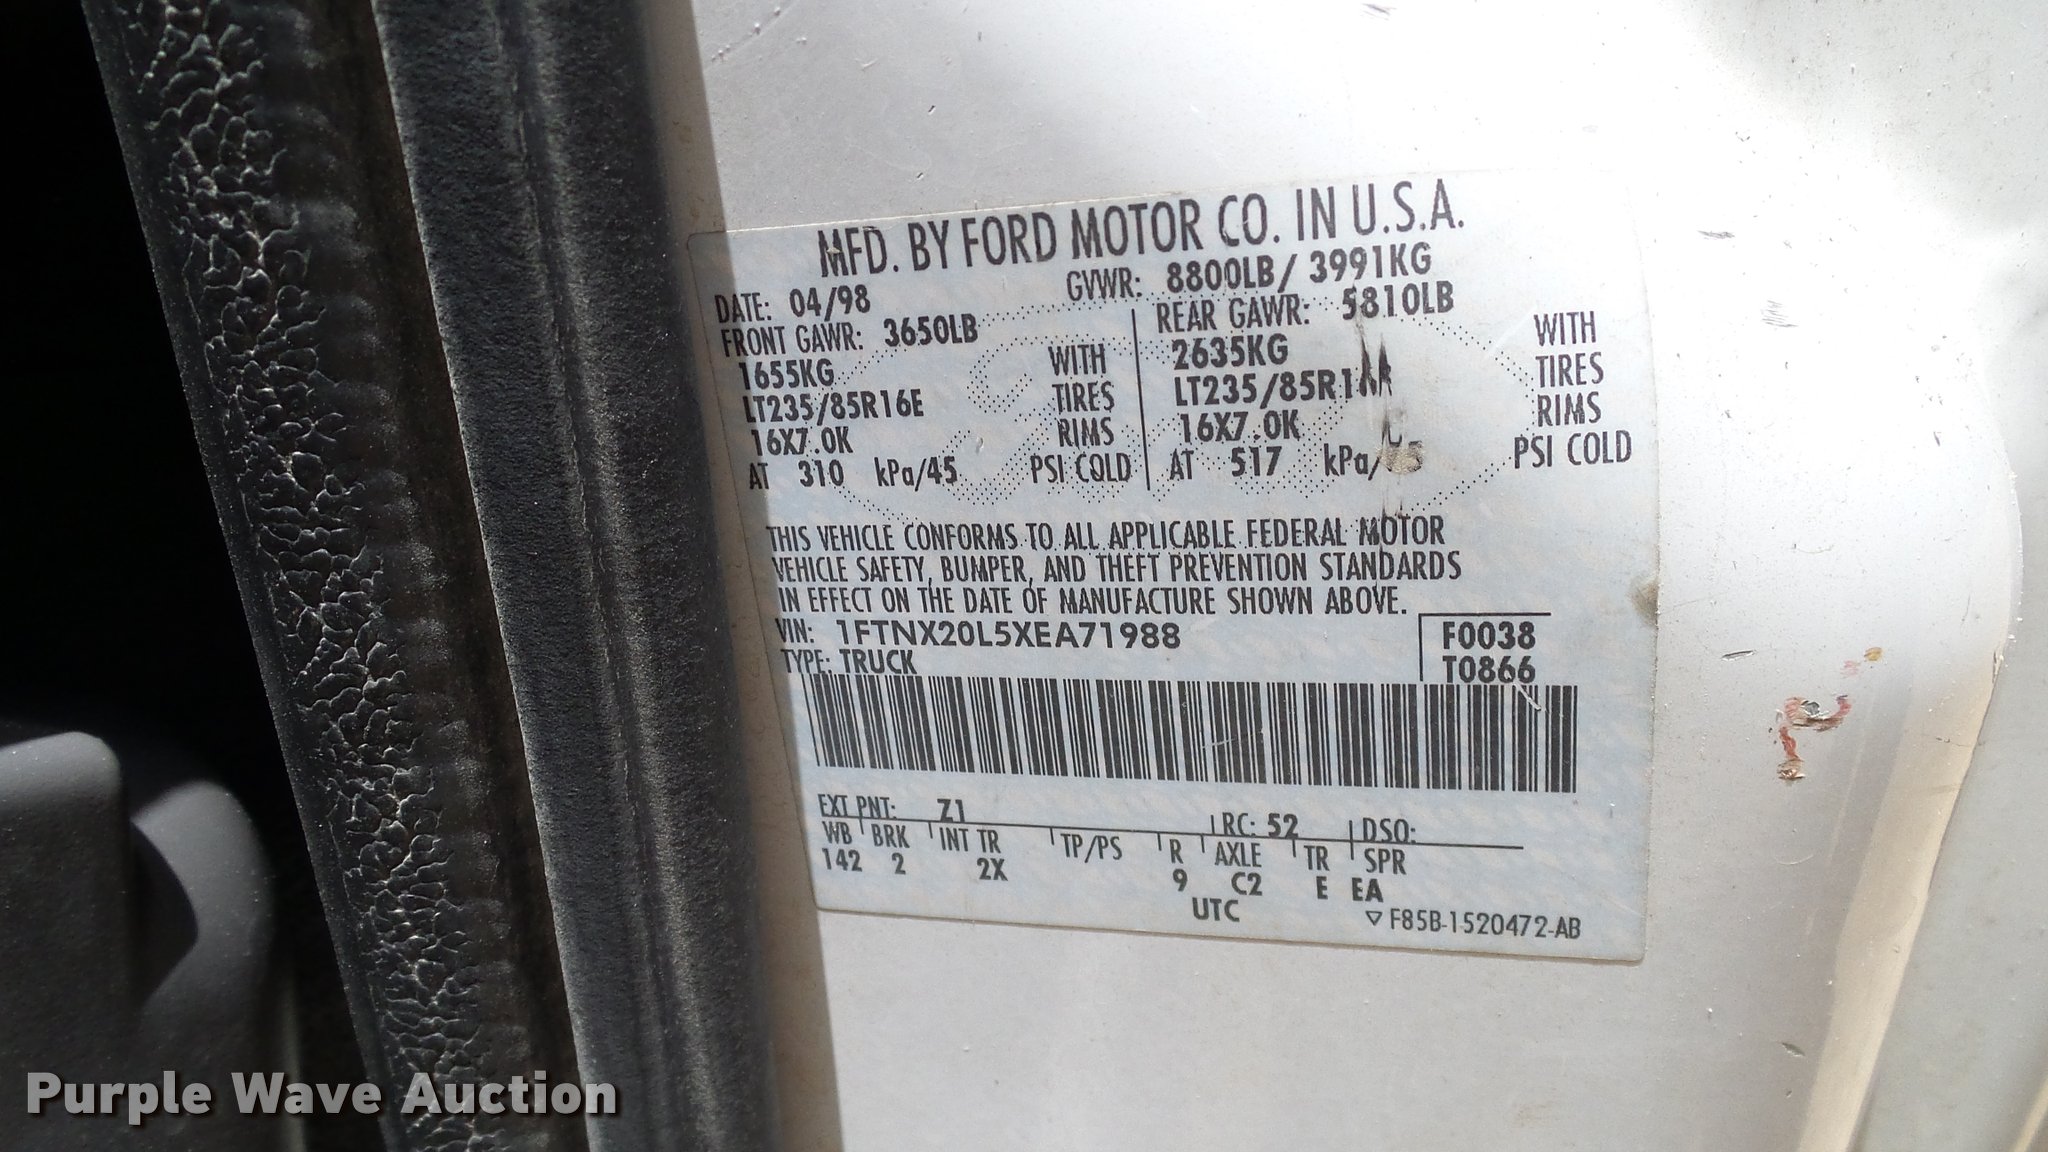 MFD. BY FORD MOTOR CO. IN U.S.A.
DATE: 04/98 GVWR: 8800LB/ 3991KG
FRONT GAWR: 3650LB REAR GAWR: 5810LB
1655KG WITH 2635KG WITH
LT235/85R16E TIRES LT235/85R16 TIRES
16X7.0K RIMS 16X7.0K RIMS
AT 310 kPa/45 PSI COLD AT 517 kPa/ PSI COLD
THIS VEHICLE CONFORMS TO ALL APPLICABLE FEDERAL MOTOR
VEHICLE SAFETY, BUMPER, AND THEFT PREVENTION STANDARDS
IN EFFECT ON THE DATE OF MANUFACTURE SHOWN ABOVE.
VIN: 1FTNX20L5XEA71988 F0038
TYPE: TRUCK T0866
EXT PNT: Z1 RC: 52 DSO:
WB BRK INT TR TP/PS R AXLE TR SPR
142 2 2X 9 C2 E EA
UTC F85B-1520472-AB
P
Purple Wave Auction